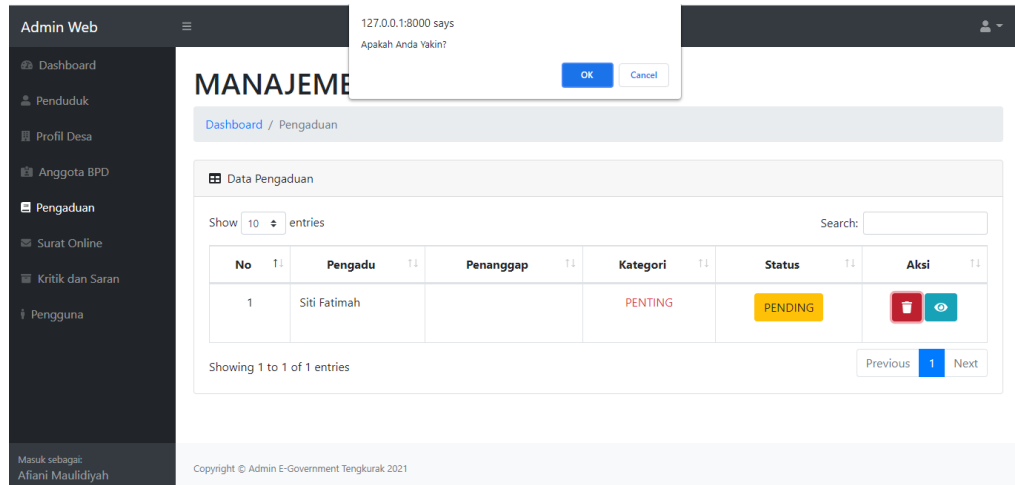 Admin Web
127.0.0.1:8000 says
Apakah Anda Yakin?
OK Cancel
Dashboard
Penduduk
Profil Desa
Anggota BPD
Pengaduan
Surat Online
Kritik dan Saran
Pengguna
Masuk sebagai:
Afiani Maulidiyah
Dashboard / Pengaduan
Data Pengaduan
Show 10 entries Search:
No Pengadu Penanggap Kategori Status Aksi
1 Siti Fatimah PENTING PENDING
Showing 1 to 1 of 1 entries
Previous 1 Next
Copyright © Admin E-Government Tengkurak 2021